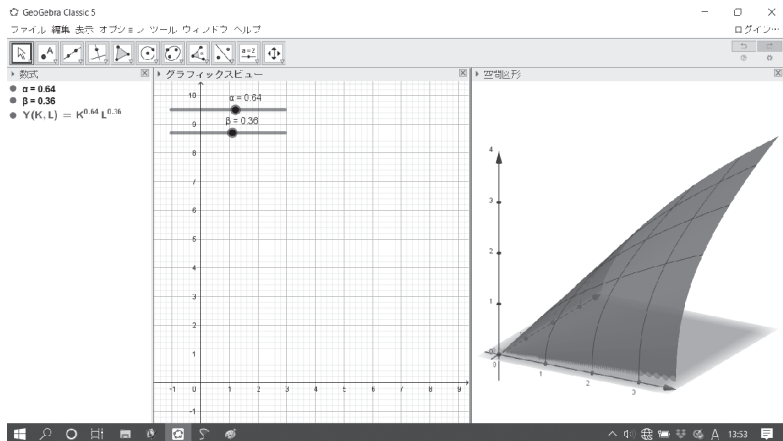 GeoGebra Classic 5
ファイル 編集 表示 オプション ツール ウィンドウ ヘルプ
ログイン…
数式
グラフィックスビュー
空間図形
α = 0.64
β = 0.36
Y(K, L) = K^0.64 L^0.36
α = 0.64
β = 0.36
10
9
8
7
6
5
4
3
2
1
-1
-1 0 1 2 3 4 5 6 7 8 9
4
3
2
1
0
0
1
2
3
A 13:53